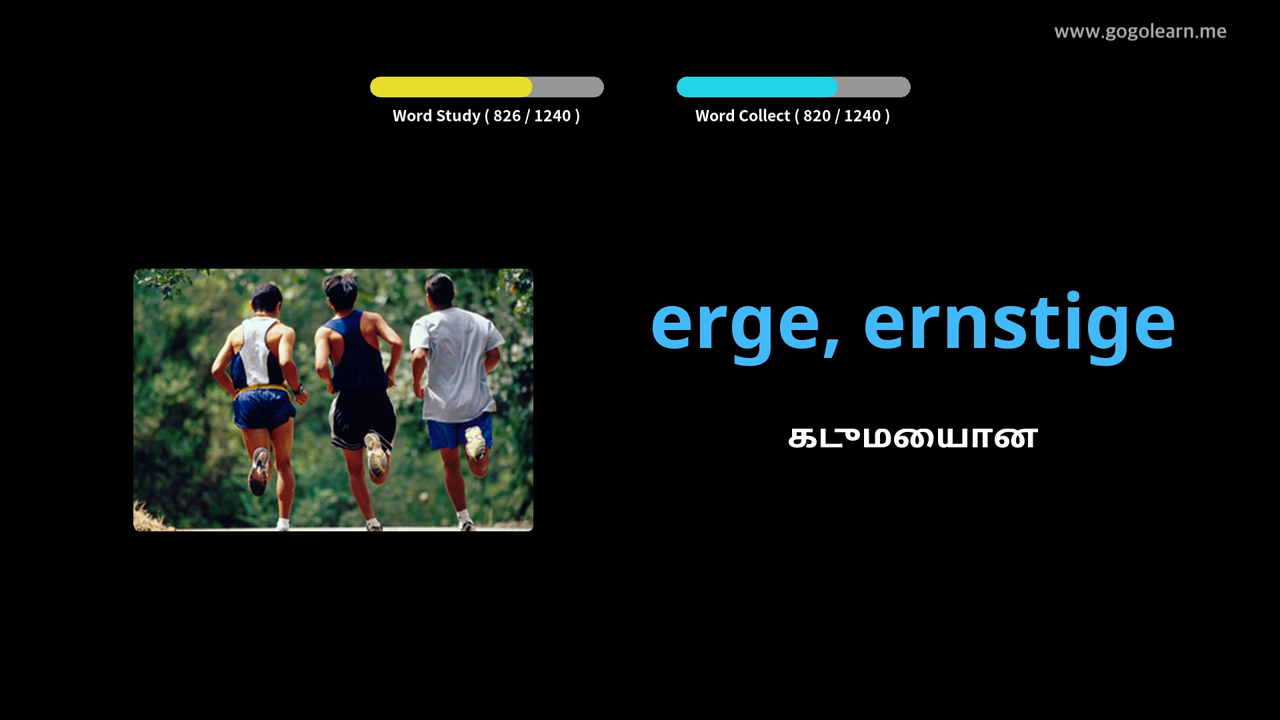 www.gogolearn.me
Word Study ( 826 / 1240 )
Word Collect ( 820 / 1240 )
erge, ernstige
கடுமையான